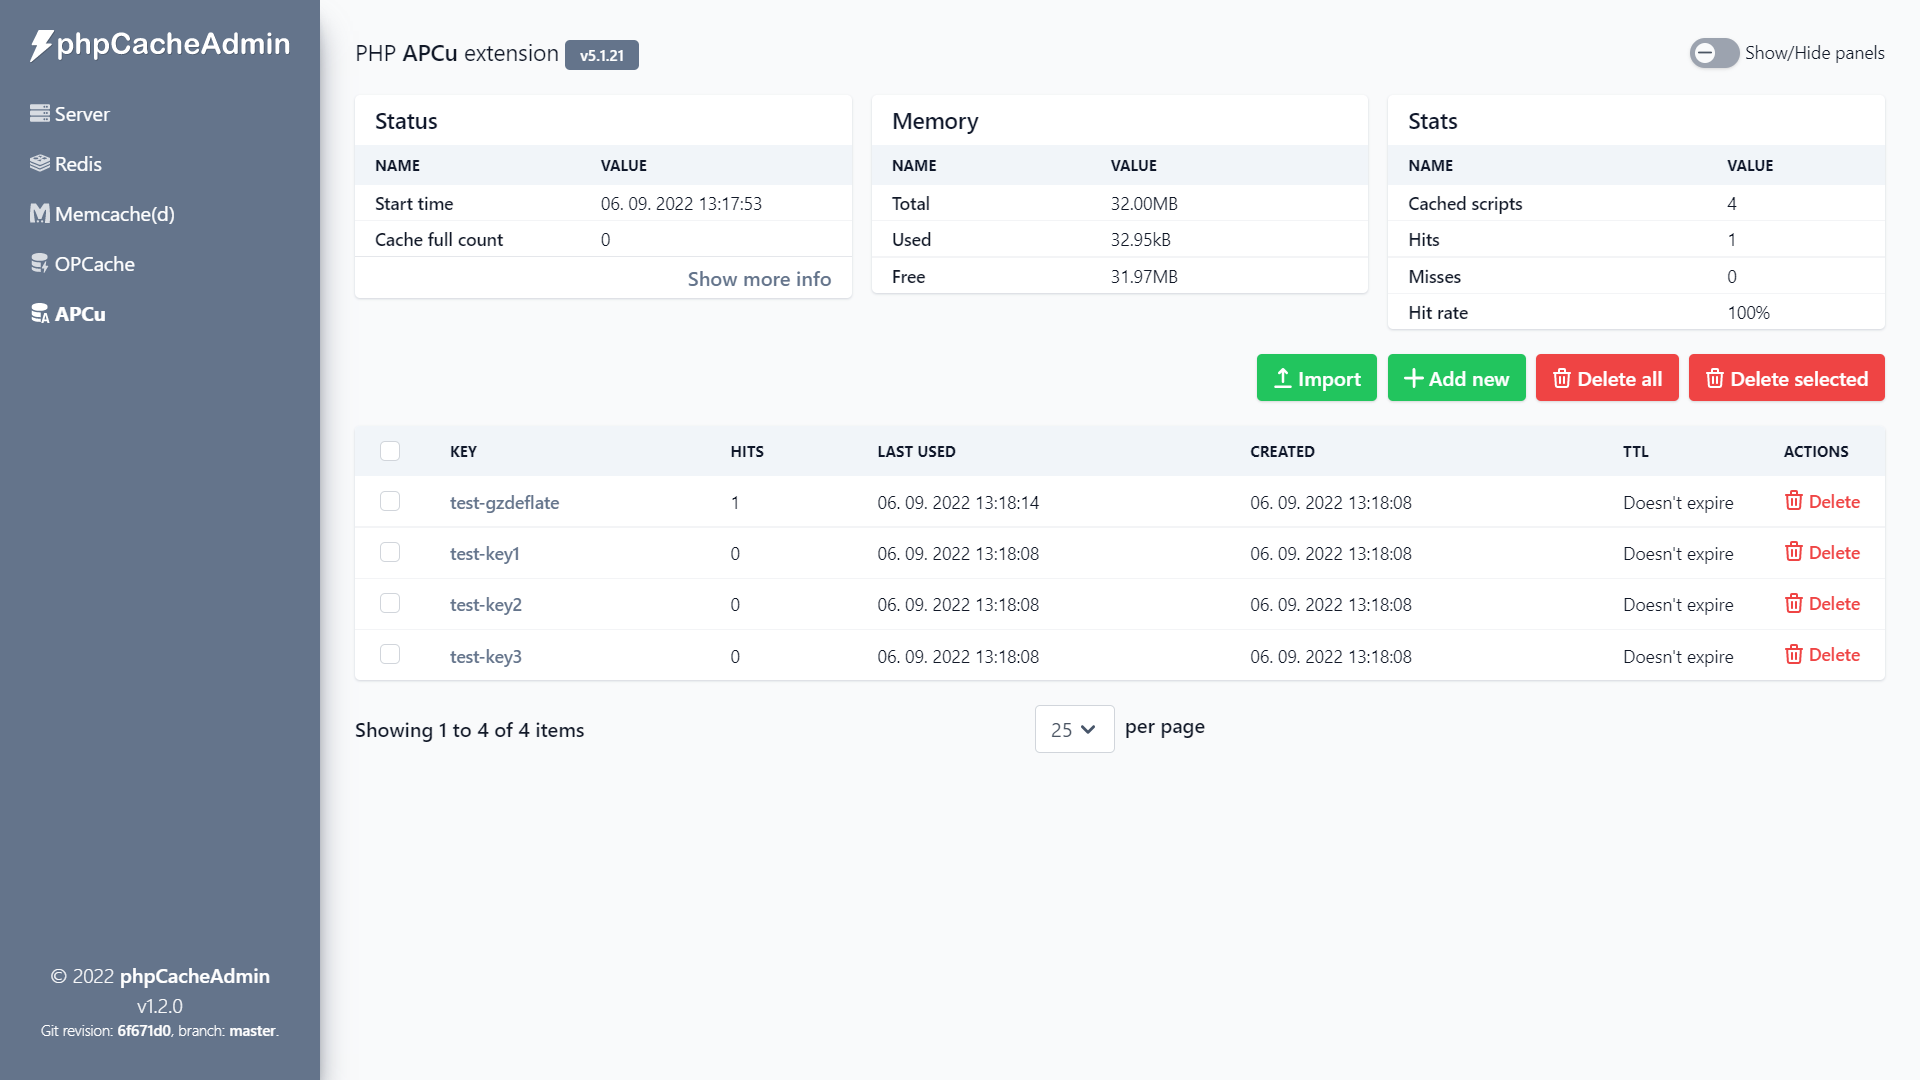 phpCacheAdmin
Server
Redis
Memcache(d)
OPCache
APCu
© 2022 phpCacheAdmin
v1.2.0
Git revision: 6f671d0, branch: master.
PHP APCu extension v5.1.21
Show/Hide panels
Status
NAME VALUE
Start time 06. 09. 2022 13:17:53
Cache full count 0
Show more info
Memory
NAME VALUE
Total 32.00MB
Used 32.95kB
Free 31.97MB
Stats
NAME VALUE
Cached scripts 4
Hits 1
Misses 0
Hit rate 100%
Import Add new Delete all Delete selected
KEY HITS LAST USED CREATED TTL ACTIONS
test-gzdeflate 1 06. 09. 2022 13:18:14 06. 09. 2022 13:18:08 Doesn't expire Delete
test-key1 0 06. 09. 2022 13:18:08 06. 09. 2022 13:18:08 Doesn't expire Delete
test-key2 0 06. 09. 2022 13:18:08 06. 09. 2022 13:18:08 Doesn't expire Delete
test-key3 0 06. 09. 2022 13:18:08 06. 09. 2022 13:18:08 Doesn't expire Delete
Showing 1 to 4 of 4 items 25 per page